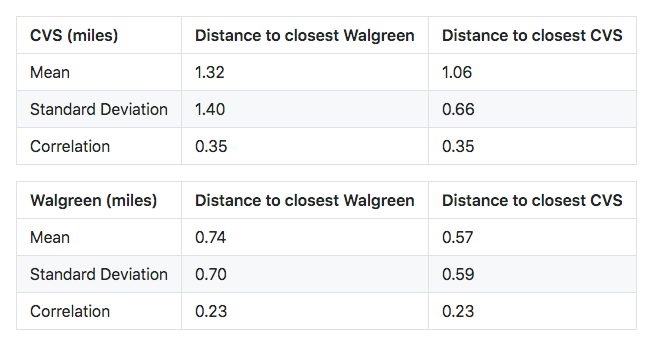 CVS (miles) Distance to closest Walgreen Distance to closest CVS
Mean 1.32 1.06
Standard Deviation 1.40 0.66
Correlation 0.35 0.35
Walgreen (miles) Distance to closest Walgreen Distance to closest CVS
Mean 0.74 0.57
Standard Deviation 0.70 0.59
Correlation 0.23 0.23